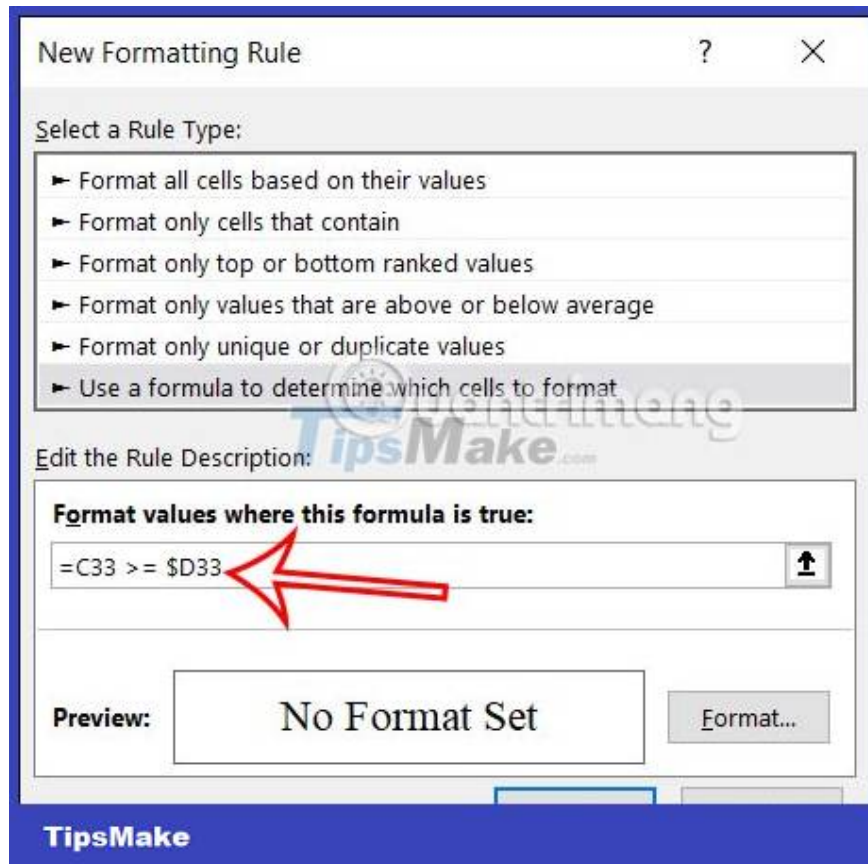 New Formatting Rule ?
Select a Rule Type:
► Format all cells based on their values
► Format only cells that contain
► Format only top or bottom ranked values
► Format only values that are above or below average
► Format only unique or duplicate values
► Use a formula to determine which cells to format
Quantrimang
TipsMake.com
Edit the Rule Description:
Format values where this formula is true:
=C33 >= $D33
Preview:
No Format Set
Format...
TipsMake